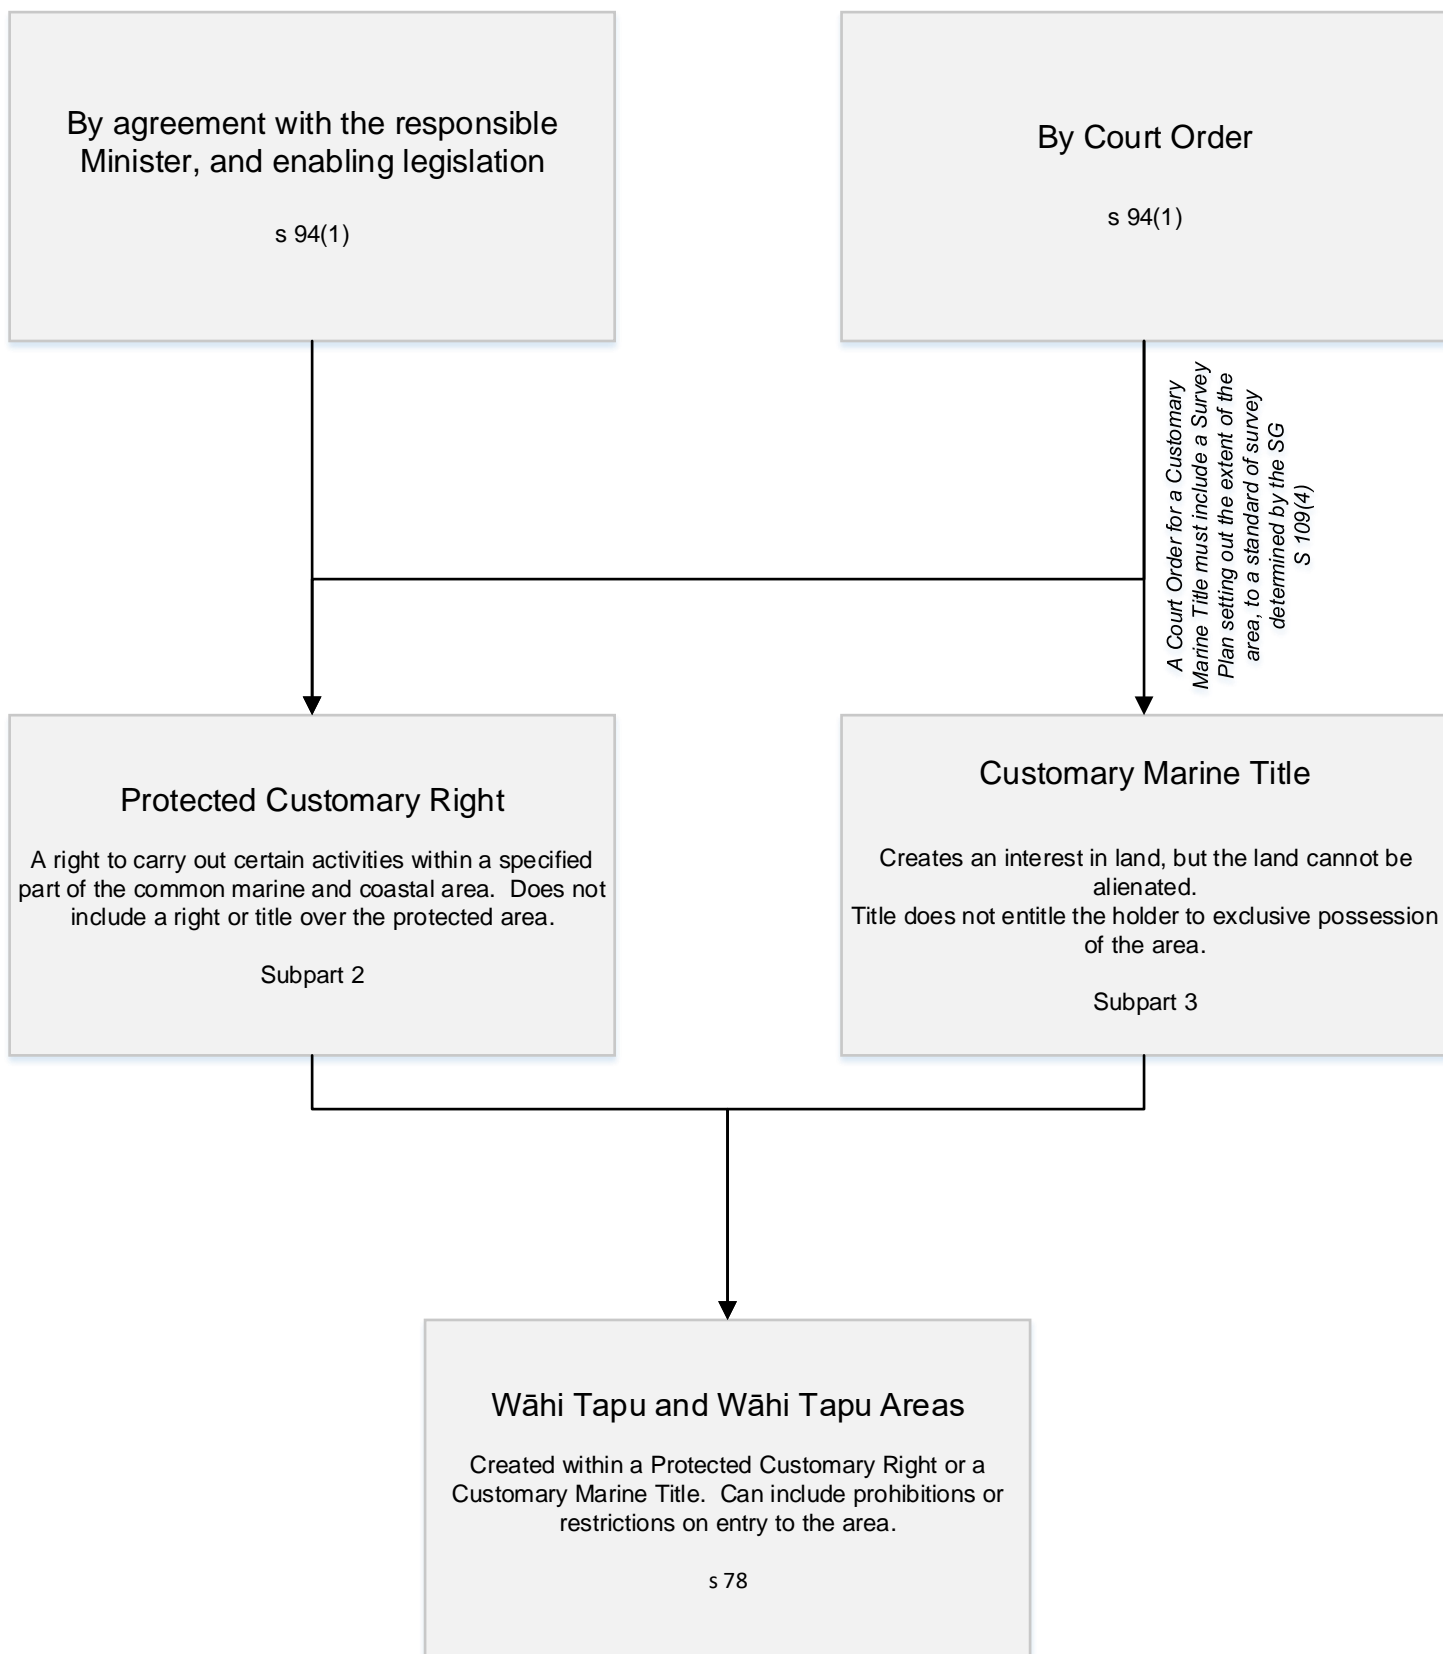 By agreement with the responsible
Minister, and enabling legislation
s 94(1)
By Court Order
s 94(1)
A Court Order for a Customary
Marine Title must include a Survey
Plan setting out the extent of the
area, to a standard of survey
determined by the SG
S 109(4)
Protected Customary Right
A right to carry out certain activities within a specified
part of the common marine and coastal area.  Does not
include a right or title over the protected area.
Subpart 2
Customary Marine Title
Creates an interest in land, but the land cannot be
alienated.
Title does not entitle the holder to exclusive possession
of the area.
Subpart 3
Wāhi Tapu and Wāhi Tapu Areas
Created within a Protected Customary Right or a
Customary Marine Title.  Can include prohibitions or
restrictions on entry to the area.
s 78